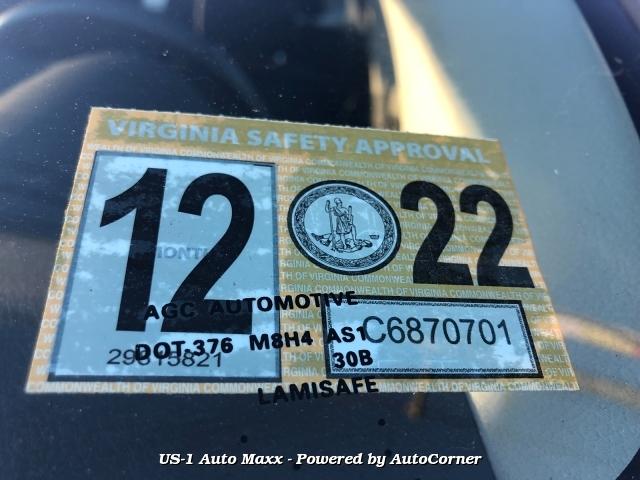 VIRGINIA SAFETY APPROVAL
12 22
MONTH
C6870701
AGC AUTOMOTIVE
DOT.376 M8H4 AS1
30B
LAMISAFE
US-1 Auto Maxx - Powered by AutoCorner